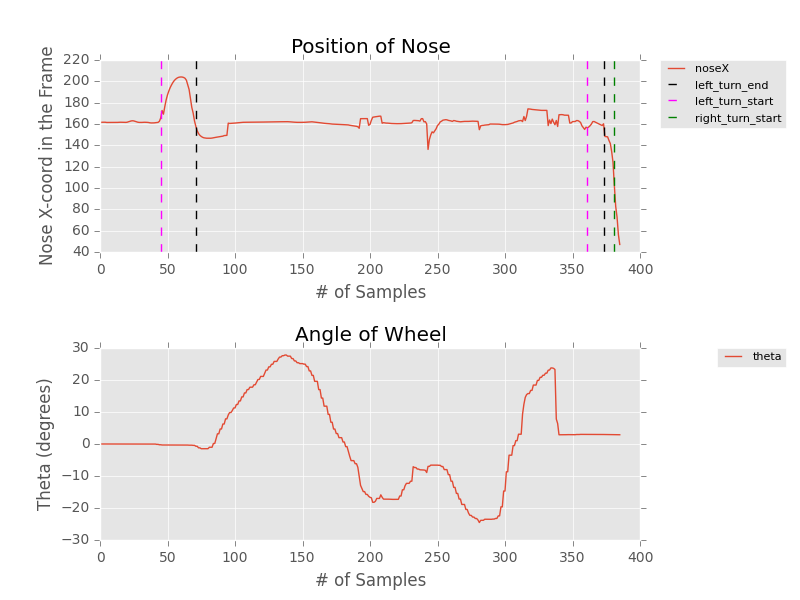 Position of Nose
220
200
180
160
140
120
100
80
60
40
Nose X-coord in the Frame
0 50 100 150 200 250 300 350 400
# of Samples
noseX
left_turn_end
left_turn_start
right_turn_start
Angle of Wheel
30
20
10
0
−10
−20
−30
Theta (degrees)
0 50 100 150 200 250 300 350 400
# of Samples
theta